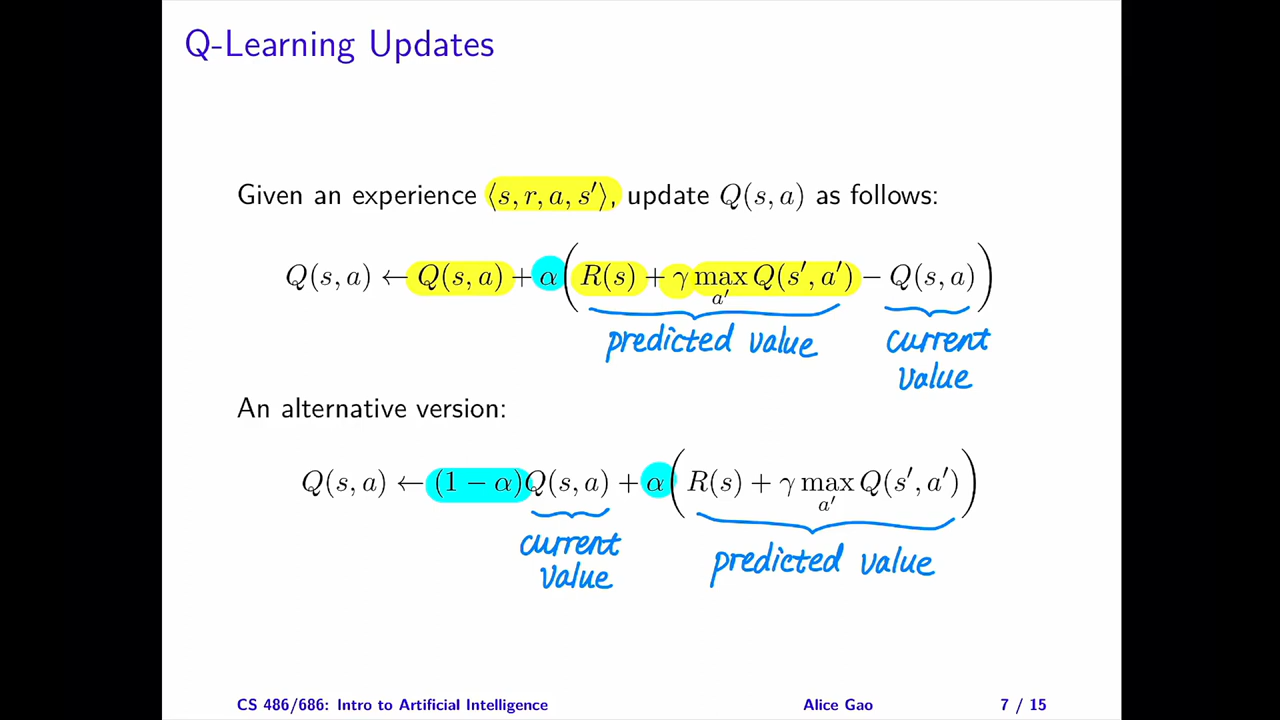 Q-Learning Updates
Given an experience ⟨s, r, a, s′⟩, update Q(s, a) as follows:
Q(s, a) ← Q(s, a) + α(R(s) + γ max_{a′} Q(s′, a′) − Q(s, a))
predicted value current value
An alternative version:
Q(s, a) ← (1 − α)Q(s, a) + α(R(s) + γ max_{a′} Q(s′, a′))
current value predicted value
CS 486/686: Intro to Artificial Intelligence Alice Gao 7 / 15